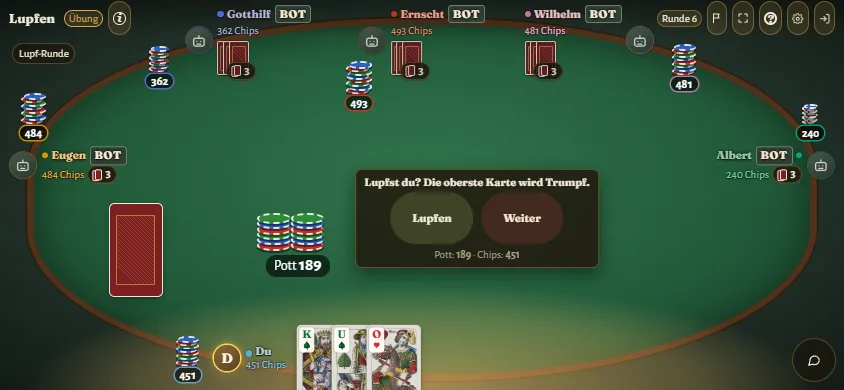 Lupfen Übung
Gotthilf BOT
362 Chips
3
Ernscht BOT
493 Chips
3
Wilhelm BOT
481 Chips
3
Runde 6
Lupf-Runde
362
493
481
484
240
Eugen BOT
484 Chips 3
Albert BOT
240 Chips 3
Lupfst du? Die oberste Karte wird Trumpf.
Lupfen Weiter
Pott: 189 · Chips: 451
Pott 189
451
D
Du
451 Chips
K U O